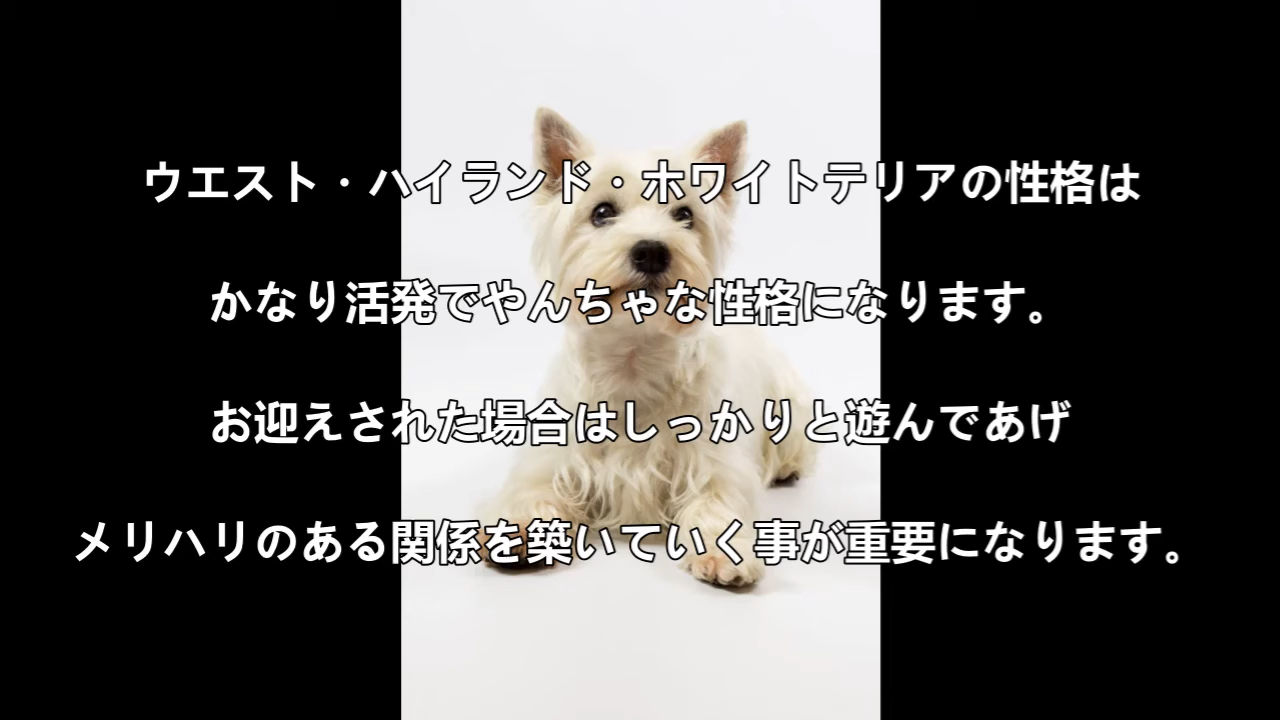 ウエスト・ハイランド・ホワイトテリアの性格は
かなり活発でやんちゃな性格になります。
お迎えされた場合はしっかりと遊んであげ
メリハリのある関係を築いていく事が重要になります。